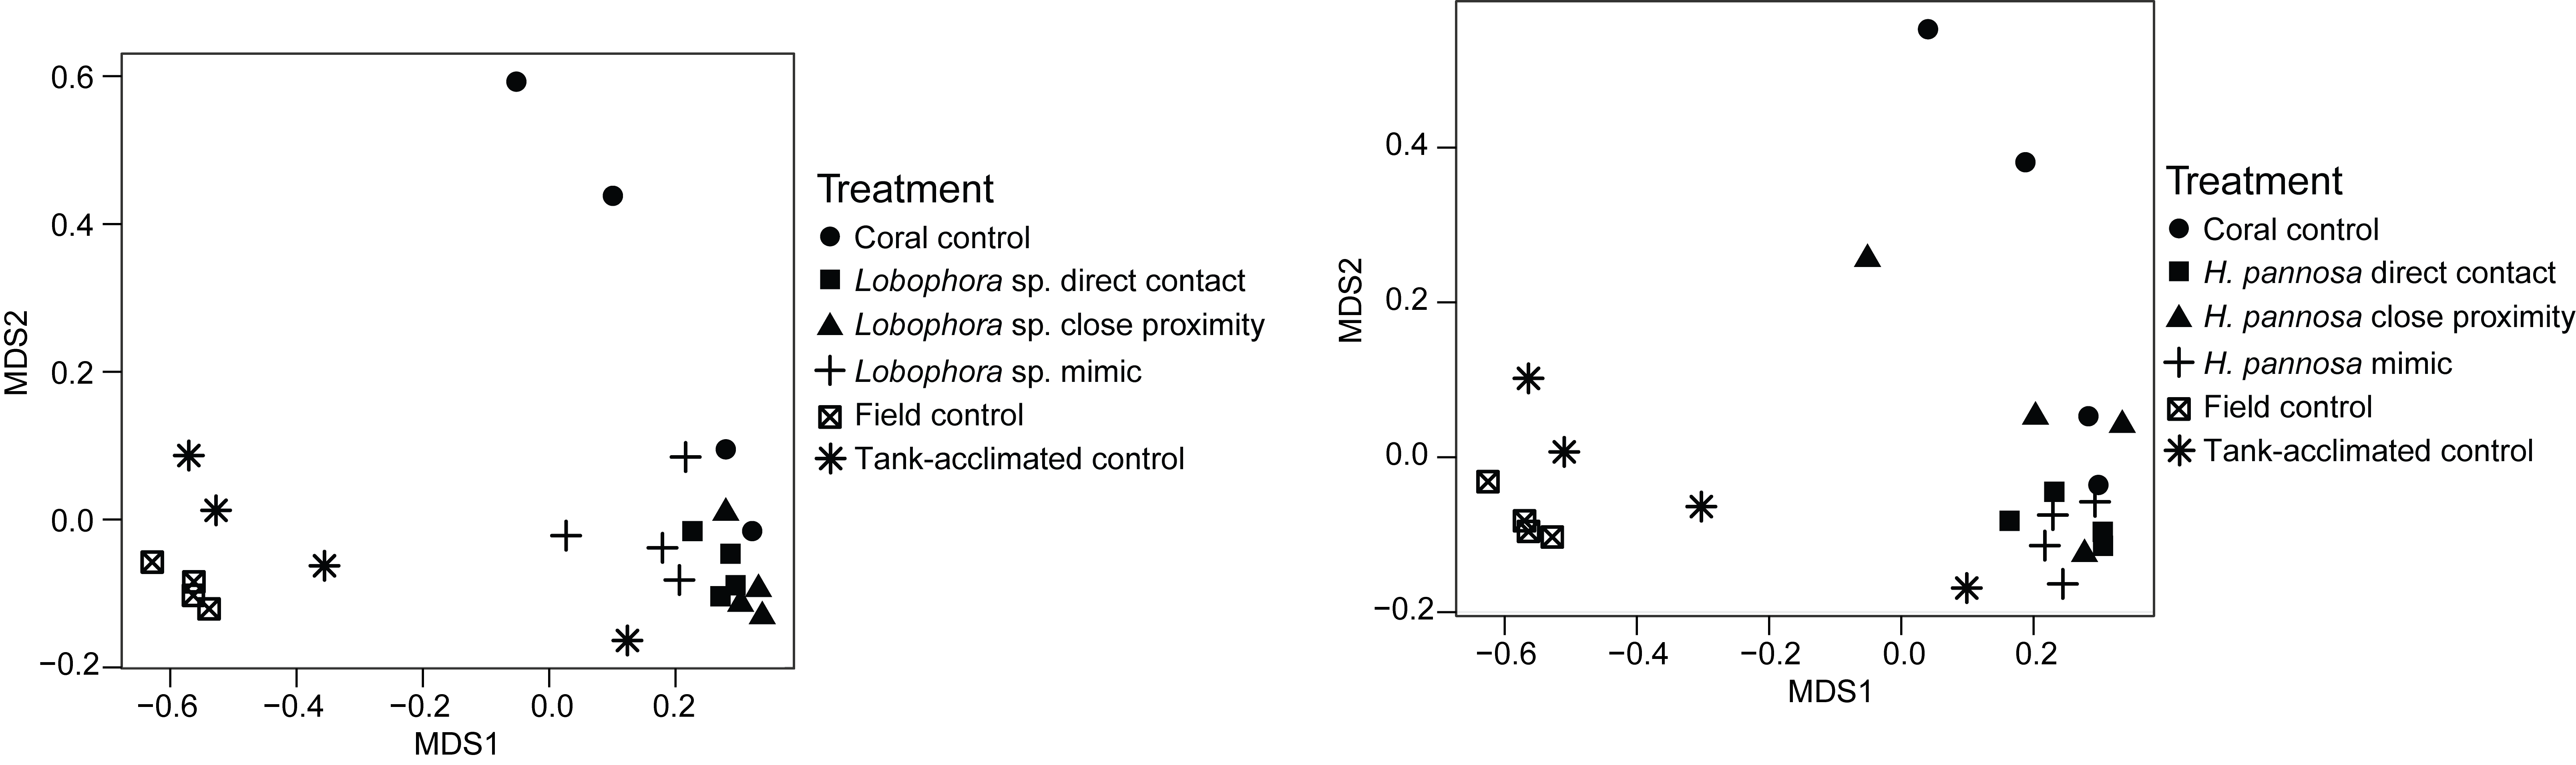 0.6
0.4
0.2
0.0
−0.2
MDS2
−0.6 −0.4 −0.2 0.0 0.2
MDS1
Treatment
Coral control
Lobophora sp. direct contact
Lobophora sp. close proximity
Lobophora sp. mimic
Field control
Tank-acclimated control
0.4
0.2
0.0
−0.2
MDS2
−0.6 −0.4 −0.2 0.0 0.2
MDS1
Treatment
Coral control
H. pannosa direct contact
H. pannosa close proximity
H. pannosa mimic
Field control
Tank-acclimated control